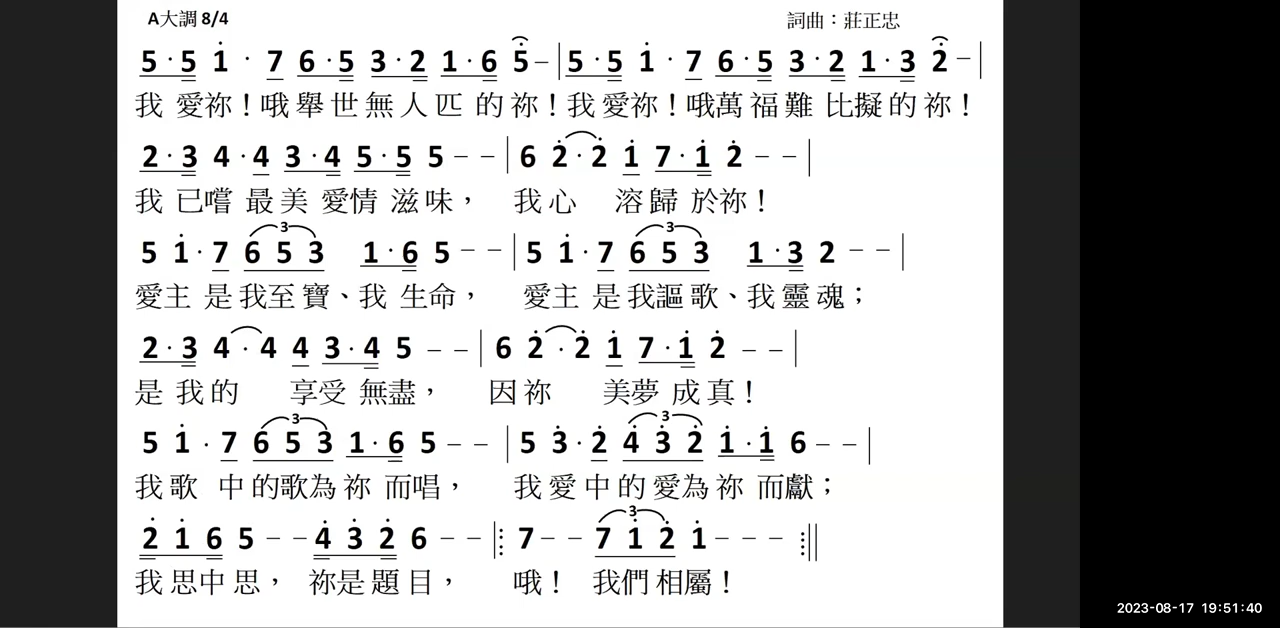 A大調 8/4
詞曲：莊正忠
5·5 1̇ · 7 6·5 3·2 1·6 5– | 5·5 1̇ · 7 6·5 3·2 1·3 2̇ – |
我 愛祢！哦舉世無人匹 的祢！我愛祢！哦萬福難 比擬的祢！
2·3 4·4 3·4 5·5 5 – – | 6 2̇·2̇ 1̇ 7·1̇ 2̇ – – |
我 已嚐 最美 愛情 滋味， 我心 溶歸 於祢！
5 1̇·7 6 5 3 1·6 5 – – | 5 1̇·7 6 5 3 1·3 2 – – |
3 3
愛主 是我至寶、我 生命， 愛主 是我謳歌、我靈魂；
2·3 4·4 4 3·4 5 – – | 6 2̇·2̇ 1̇ 7·1̇ 2̇ – – |
是 我的 享受 無盡， 因祢 美夢 成真！
3 3
5 1̇·7 6 5 3 1·6 5 – – | 5 3̇·2̇ 4̇ 3̇ 2̇ 1̇·1̇ 6 – – |
我歌 中的歌為祢 而唱， 我愛中的愛為祢 而獻；
3
2̇ 1̇ 6 5 – – 4̇ 3̇ 2̇ 6 – – |: 7 – – 7 1̇ 2̇ 1̇ – – – :||
我思中思， 祢是題目， 哦！ 我們相屬！
2023-08-17 19:51:40